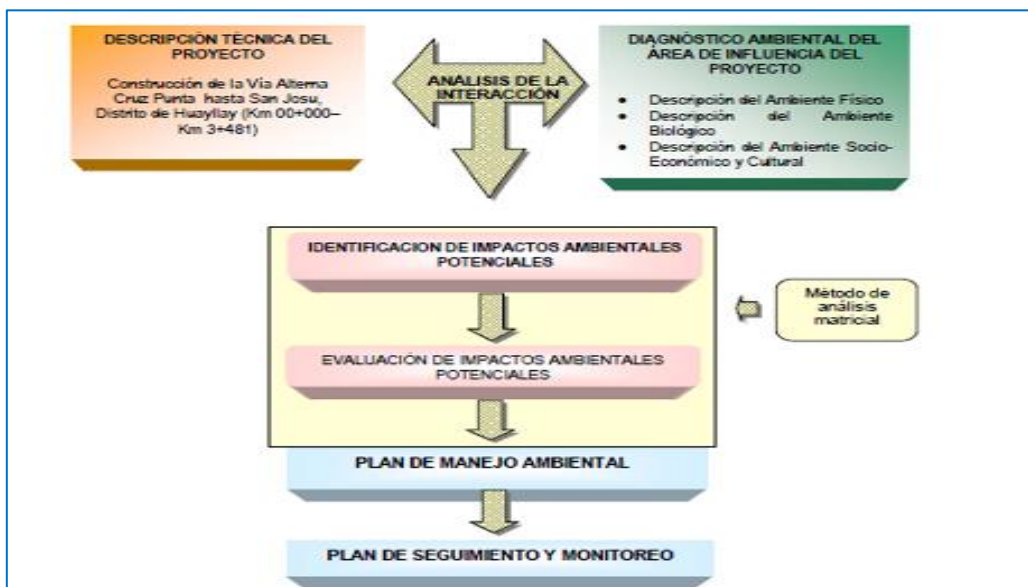 DESCRIPCIÓN TÉCNICA DEL
PROYECTO
Construcción de la Vía Alterna
Cruz Punta hasta San Josu,
Distrito de Huayllay (Km 00+000–
Km 3+481)
ANÁLISIS DE LA
INTERACCIÓN
DIAGNÓSTICO AMBIENTAL DEL
ÁREA DE INFLUENCIA DEL
PROYECTO
• Descripción del Ambiente Físico
• Descripción del Ambiente
Biológico
• Descripción del Ambiente Socio-
Económico y Cultural
IDENTIFICACION DE IMPACTOS AMBIENTALES
POTENCIALES
Método de
análisis
matricial
EVALUACIÓN DE IMPACTOS AMBIENTALES
POTENCIALES
PLAN DE MANEJO AMBIENTAL
PLAN DE SEGUIMIENTO Y MONITOREO